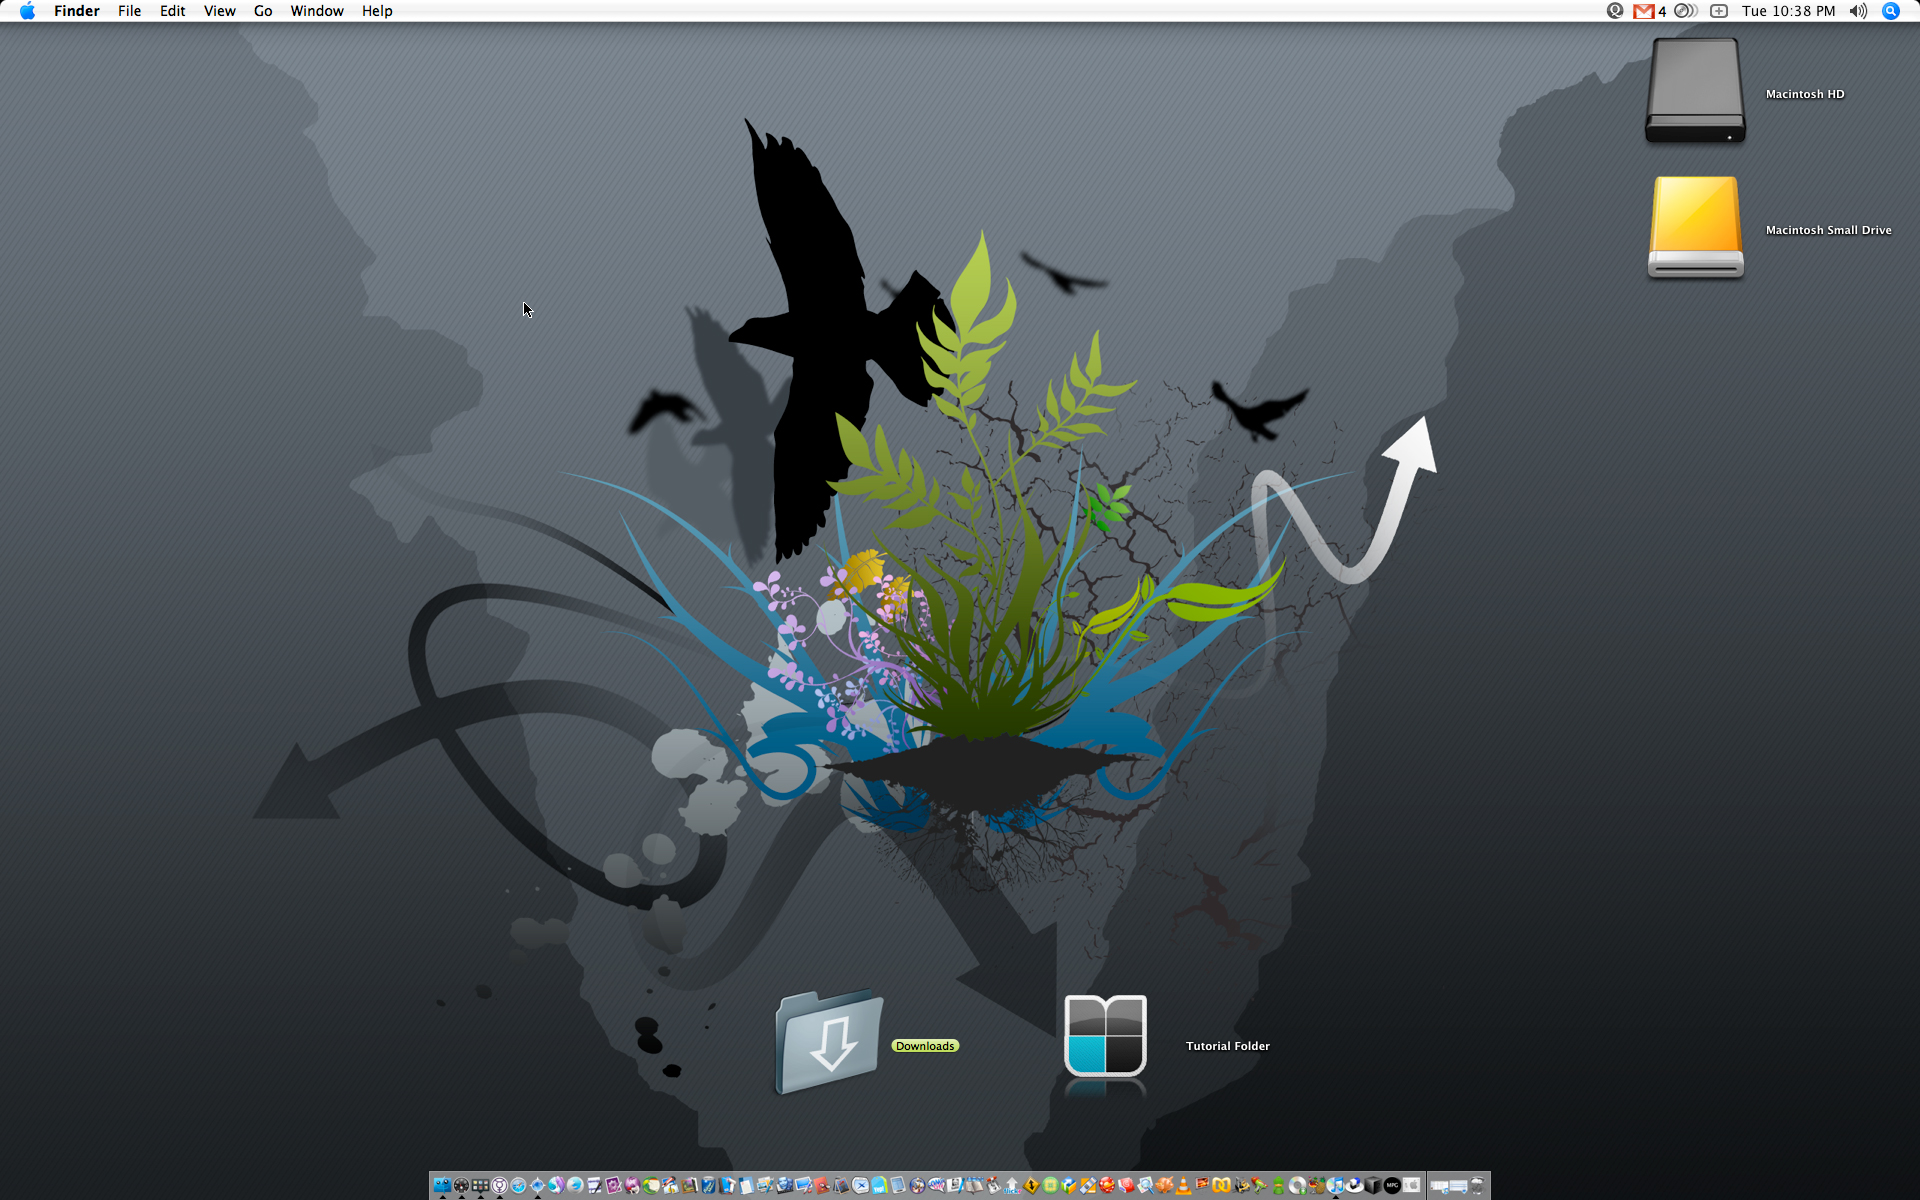 Finder File Edit View Go Window Help 4 Tue 10:38 PM
Macintosh HD
Macintosh Small Drive
Downloads
Tutorial Folder
MPC